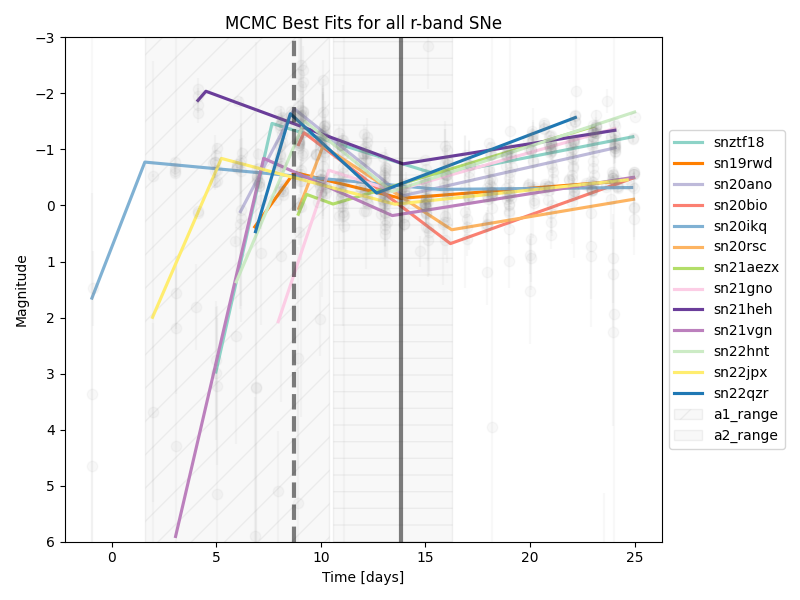 MCMC Best Fits for all r-band SNe
Magnitude
−3
−2
−1
0
1
2
3
4
5
6
0 5 10 15 20 25
Time [days]
snztf18
sn19rwd
sn20ano
sn20bio
sn20ikq
sn20rsc
sn21aezx
sn21gno
sn21heh
sn21vgn
sn22hnt
sn22jpx
sn22qzr
a1_range
a2_range